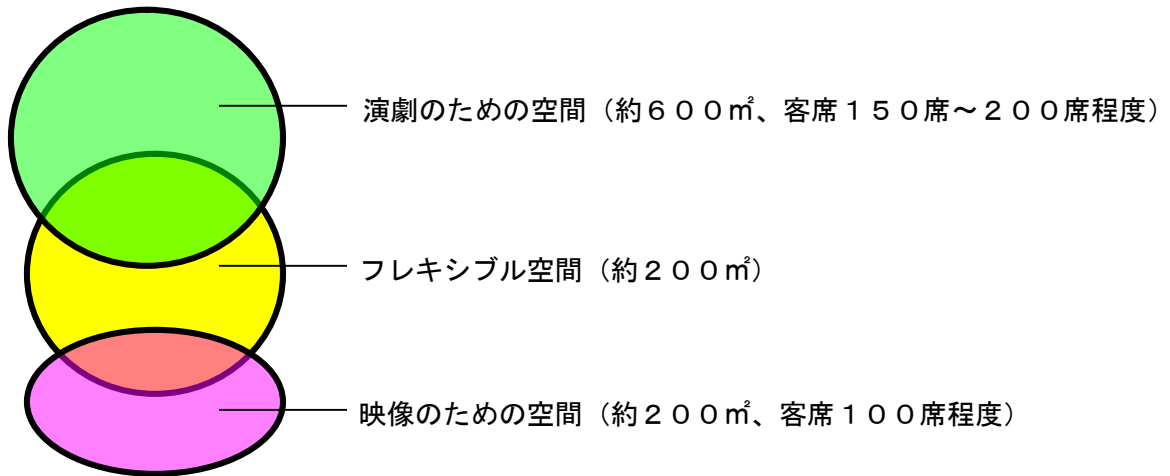 演劇のための空間（約６００㎡、客席１５０席～２００席程度）
フレキシブル空間（約２００㎡）
映像のための空間（約２００㎡、客席１００席程度）